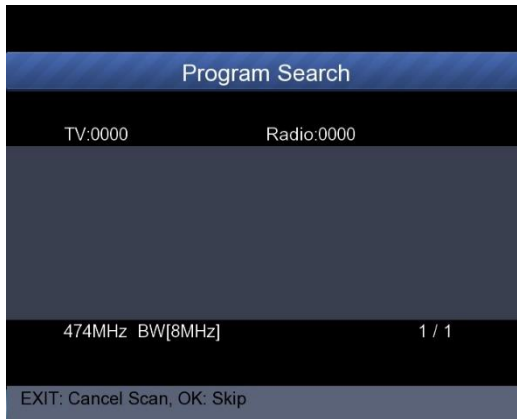 Program Search
TV:0000 Radio:0000
474MHz BW[8MHz] 1 / 1
EXIT: Cancel Scan, OK: Skip